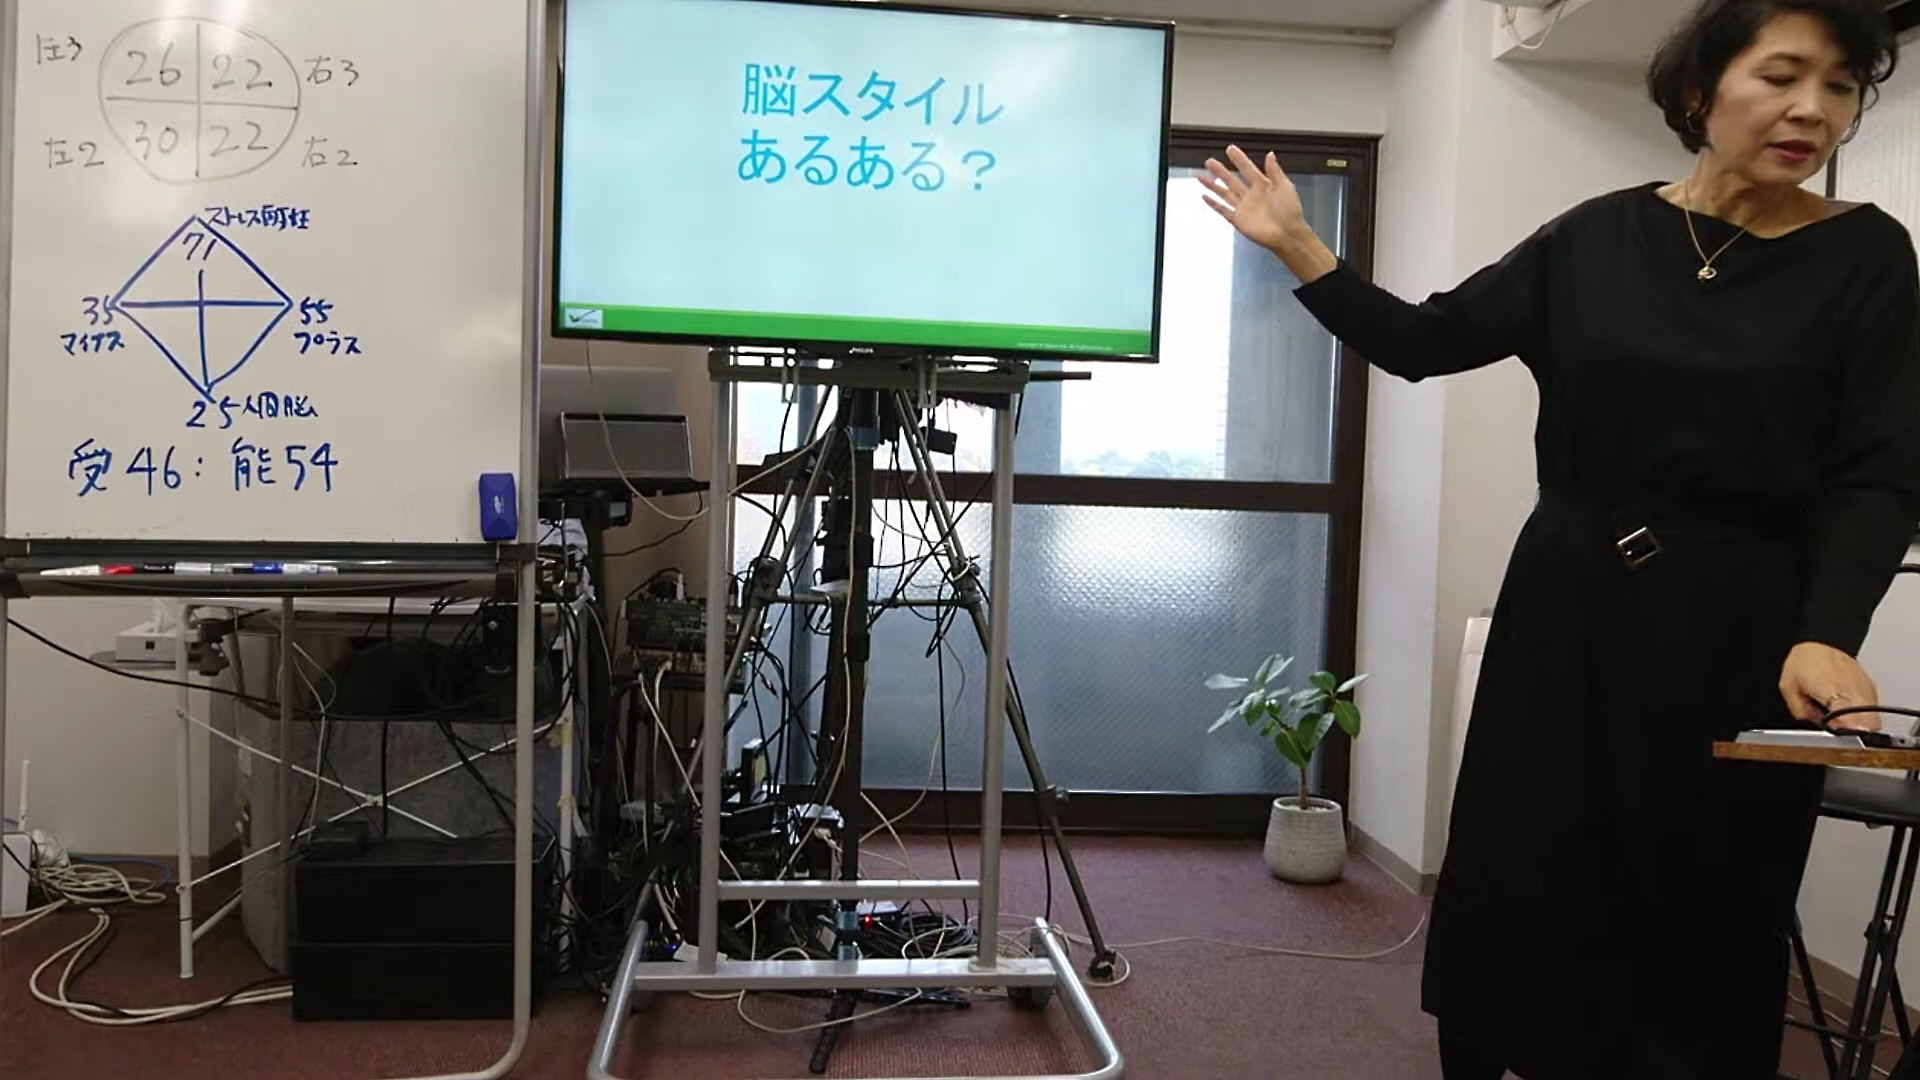 左3 26 22 右3
左2 30 22 右2
ストレス耐性
71
35 55
マイナス プラス
25 人間脳
受46：能54
脳スタイル
あるある？
PHILIPS